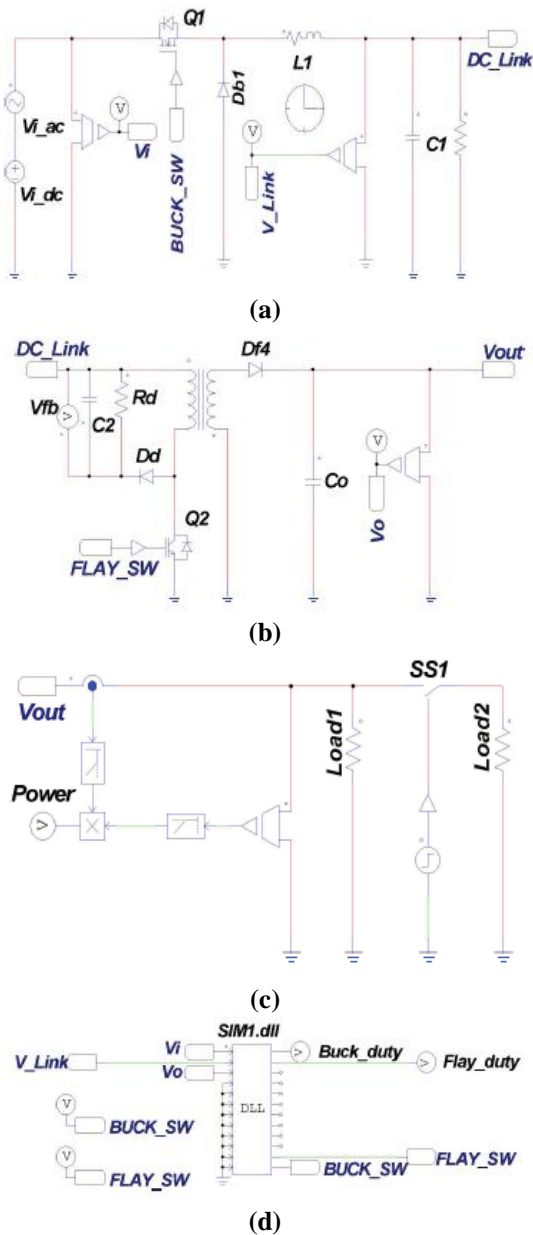 Q1
L1
DC_Link
Db1
V
Vi_ac
Vi
Vi_dc
BUCK_SW
V
V_Link
C1
(a)
DC_Link
Df4
Vout
Vfb
V
C2
Rd
Dd
Q2
FLAY_SW
Co
V
Vo
(b)
SS1
Vout
Load1
Load2
Power
V
X
(c)
SIM1.dll
V_Link
Vi
Vo
V
Buck_duty
V
Flay_duty
DLL
V
BUCK_SW
V
FLAY_SW
BUCK_SW
FLAY_SW
(d)